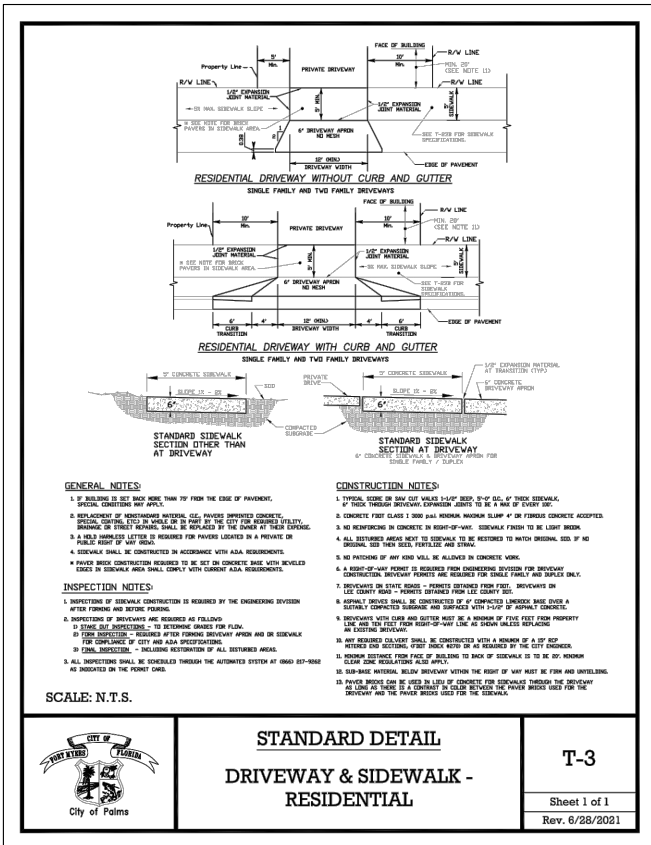 FACE OF BUILDING
5' Min.
10' Min.
R/W LINE
Property Line
PRIVATE DRIVEWAY
MIN. 20'
(SEE NOTE 11)
R/W LINE
R/W LINE
1/2" EXPANSION
JOINT MATERIAL
1/2" EXPANSION
JOINT MATERIAL
5% MAX. SIDEWALK SLOPE
5' MIN.
5'
SIDEWALK
* SEE NOTE FOR BRICK
PAVERS IN SIDEWALK AREA
6" DRIVEWAY APRON
NO MESH
SEE T-23B FOR SIDEWALK
SPECIFICATIONS.
1
2
12' (MIN.)
DRIVEWAY WIDTH
EDGE OF PAVEMENT
RESIDENTIAL DRIVEWAY WITHOUT CURB AND GUTTER
SINGLE FAMILY AND TWO FAMILY DRIVEWAYS
FACE OF BUILDING
10' Min.
10' Min.
R/W LINE
Property Line
PRIVATE DRIVEWAY
MIN. 20'
(SEE NOTE 11)
R/W LINE
1/2" EXPANSION
JOINT MATERIAL
1/2" EXPANSION
JOINT MATERIAL
* SEE NOTE FOR BRICK
PAVERS IN SIDEWALK AREA
5' MIN.
5% MAX. SIDEWALK SLOPE
5'
SIDEWALK
6" DRIVEWAY APRON
NO MESH
SEE T-23B FOR
SIDEWALK
SPECIFICATIONS.
6' 4' 12' (MIN.) 4' 6'
CURB TRANSITION
DRIVEWAY WIDTH
CURB TRANSITION
EDGE OF PAVEMENT
RESIDENTIAL DRIVEWAY WITH CURB AND GUTTER
SINGLE FAMILY AND TWO FAMILY DRIVEWAYS
5' CONCRETE SIDEWALK
SLOPE 1% - 2%
SOD
6"
COMPACTED
SUBGRADE
STANDARD SIDEWALK
SECTION OTHER THAN
AT DRIVEWAY
PRIVATE
DRIVE
5' CONCRETE SIDEWALK
1/2" EXPANSION MATERIAL
AT TRANSITION (TYP.)
6" CONCRETE
DRIVEWAY APRON
SLOPE 1% - 2%
6"
STANDARD SIDEWALK
SECTION AT DRIVEWAY
6" CONCRETE SIDEWALK & DRIVEWAY APRON FOR
SINGLE FAMILY / DUPLEX
GENERAL NOTES:
1. IF BUILDING IS SET BACK MORE THAN 75' FROM THE EDGE OF PAVEMENT,
SPECIAL CONDITIONS MAY APPLY.
2. REPLACEMENT OF NONSTANDARD MATERIAL (I.E., PAVERS IMPRINTED CONCRETE,
SPECIAL COATING, ETC.) IN WHOLE OR IN PART BY THE CITY FOR REQUIRED UTILITY,
DRAINAGE OR STREET REPAIRS, SHALL BE REPLACED BY THE OWNER AT THEIR EXPENSE.
3. A HOLD HARMLESS LETTER IS REQUIRED FOR PAVERS LOCATED IN A PRIVATE OR
PUBLIC RIGHT OF WAY (ROW).
4. SIDEWALK SHALL BE CONSTRUCTED IN ACCORDANCE WITH ADA REQUIREMENTS.
* PAVER BRICK CONSTRUCTION REQUIRED TO BE SET ON CONCRETE BASE WITH BEVELED
EDGES IN SIDEWALK AREA SHALL COMPLY WITH CURRENT ADA REQUIREMENTS.
INSPECTION NOTES:
1. INSPECTIONS OF SIDEWALK CONSTRUCTION IS REQUIRED BY THE ENGINEERING DIVISION
AFTER FORMING AND BEFORE POURING.
2. INSPECTIONS OF DRIVEWAYS ARE REQUIRED AS FOLLOWS:
1) STAKE OUT INSPECTIONS - TO DETERMINE GRADES FOR FLOW.
2) FORM INSPECTION - REQUIRED AFTER FORMING DRIVEWAY APRON AND OR SIDEWALK
FOR COMPLIANCE OF CITY AND ADA SPECIFICATIONS.
3) FINAL INSPECTION - INCLUDING RESTORATION OF ALL DISTURBED AREAS.
3. ALL INSPECTIONS SHALL BE SCHEDULED THROUGH THE AUTOMATED SYSTEM AT (866) 217-9262
AS INDICATED ON THE PERMIT CARD.
SCALE: N.T.S.
CONSTRUCTION NOTES:
1. TYPICAL SCORE OR SAW CUT WALKS 1-1/2" DEEP, 5'-0" O.C., 6" THICK SIDEWALK,
6" THICK THROUGH DRIVEWAY. EXPANSION JOINTS TO BE A MAX OF EVERY 100'.
2. CONCRETE FDOT CLASS I 3000 p.s.i. MINIMUM. MAXIMUM SLUMP 4" OR FIBROUS CONCRETE ACCEPTED.
3. NO REINFORCING IN CONCRETE IN RIGHT-OF-WAY. SIDEWALK FINISH TO BE LIGHT BROOM.
4. ALL DISTURBED AREAS NEXT TO SIDEWALK TO BE RESTORED TO MATCH ORIGINAL SOD. IF NO
ORIGINAL SOD THEN SEED, FERTILIZE AND STRAW.
5. NO PATCHING OF ANY KIND WILL BE ALLOWED IN CONCRETE WORK.
6. A RIGHT-OF-WAY PERMIT IS REQUIRED FROM ENGINEERING DIVISION FOR DRIVEWAY
CONSTRUCTION. DRIVEWAY PERMITS ARE REQUIRED FOR SINGLE FAMILY AND DUPLEX ONLY.
7. DRIVEWAYS ON STATE ROADS - PERMITS OBTAINED FROM FDOT. DRIVEWAYS ON
LEE COUNTY ROAD - PERMITS OBTAINED FROM LEE COUNTY DOT.
8. ASPHALT DRIVES SHALL BE CONSTRUCTED OF 6" COMPACTED LIMEROCK BASE OVER A
SUITABLY COMPACTED SUBGRADE AND SURFACED WITH 1-1/2" OF ASPHALT CONCRETE.
9. DRIVEWAYS WITH CURB AND GUTTER MUST BE A MINIMUM OF FIVE FEET FROM PROPERTY
LINE AND TEN FEET FROM RIGHT-OF-WAY LINE AS SHOWN UNLESS REPLACING
AN EXISTING DRIVEWAY.
10. ANY REQUIRED CULVERT SHALL BE CONSTRUCTED WITH A MINUMEM OF A 15" RCP
MITERED END SECTIONS, (FDOT INDEX #270) OR AS REQUIRED BY THE CITY ENGINEER.
11. MINIMUM DISTANCE FROM FACE OF BUILDING TO BACK OF SIDEWALK IS TO BE 20'. MINIMUM
CLEAR ZONE REGULATIONS ALSO APPLY.
12. SUB-BASE MATERIAL BELOW DRIVEWAY WITHIN THE RIGHT OF WAY MUST BE FIRM AND UNYIELDING.
13. PAVER BRICKS CAN BE USED IN LIEU OF CONCRETE FOR SIDEWALKS THROUGH THE DRIVEWAY
AS LONG AS THERE IS A CONTRAST IN COLOR BETWEEN THE PAVER BRICKS USED FOR THE
DRIVEWAY AND THE PAVER BRICKS USED FOR THE SIDEWALK.
CITY OF
FORT MYERS FLORIDA
City of Palms
STANDARD DETAIL
DRIVEWAY & SIDEWALK -
RESIDENTIAL
T-3
Sheet 1 of 1
Rev. 6/28/2021